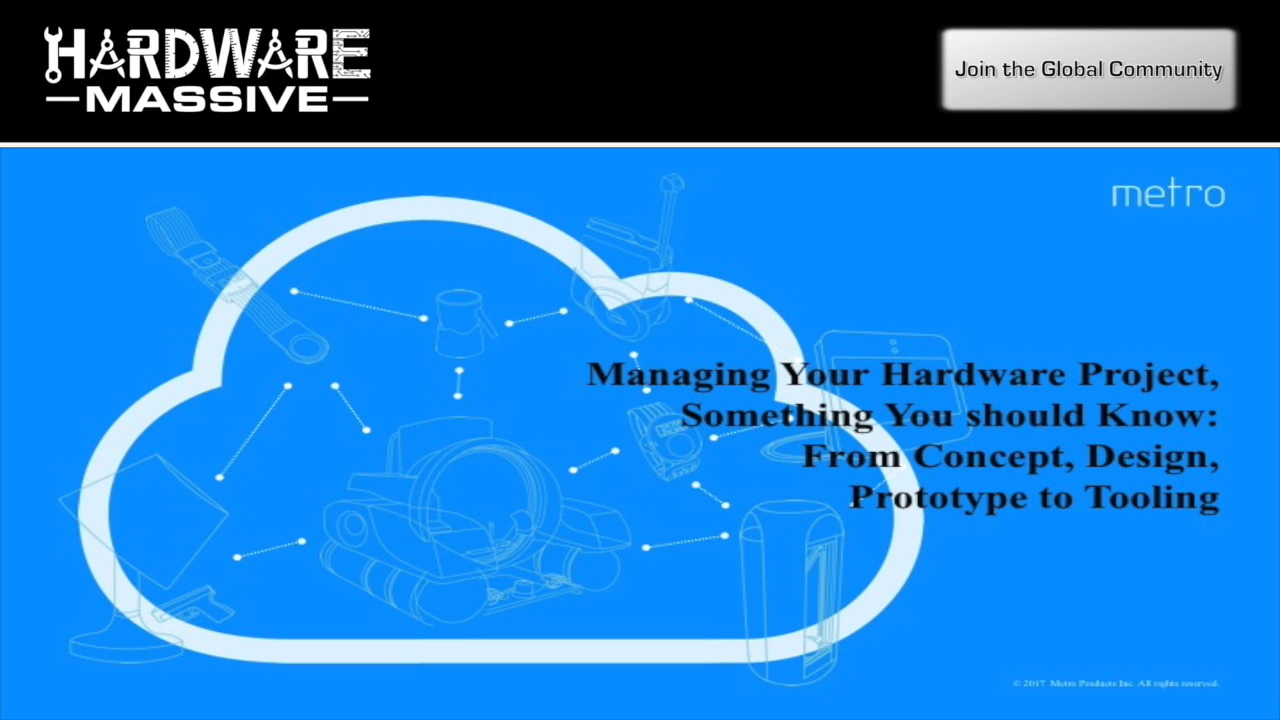 HARDWARE
MASSIVE
Join the Global Community
metro
Managing Your Hardware Project,
Something You should Know:
From Concept, Design,
Prototype to Tooling
© 2017 Metro Products Inc. All rights reserved.